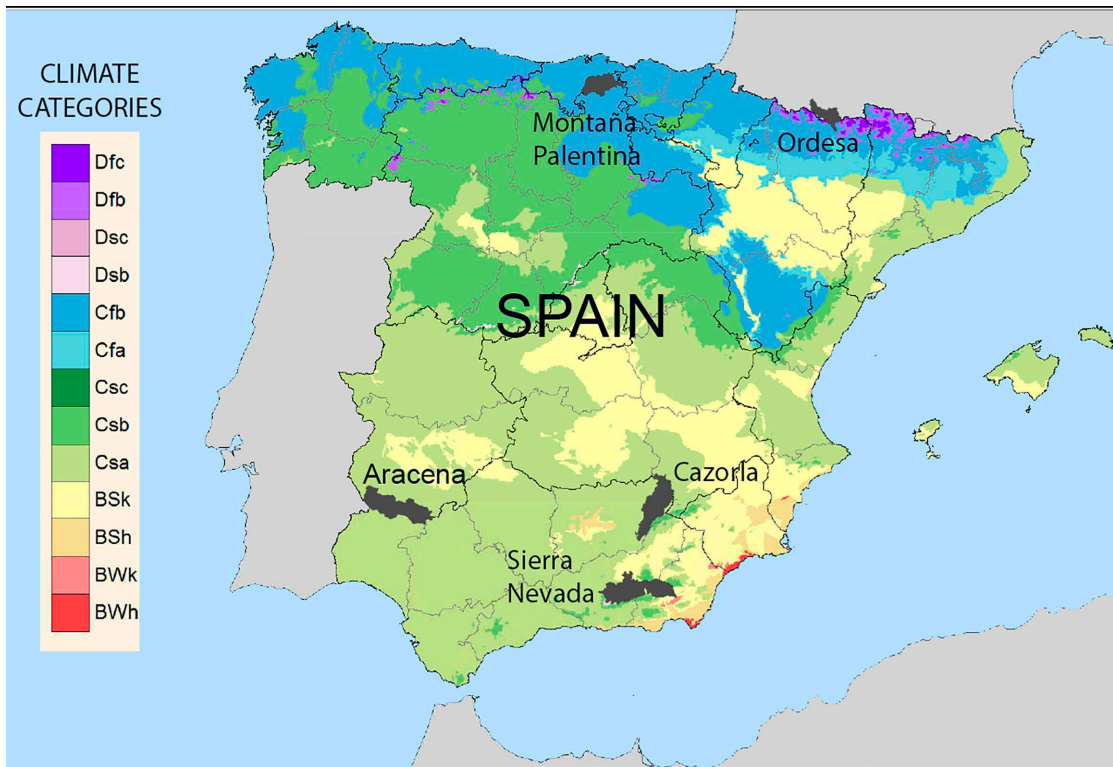 CLIMATE
CATEGORIES
Dfc
Dfb
Dsc
Dsb
Cfb
Cfa
Csc
Csb
Csa
BSk
BSh
BWk
BWh
Montaña
Palentina
Ordesa
SPAIN
Aracena
Cazorla
Sierra
Nevada